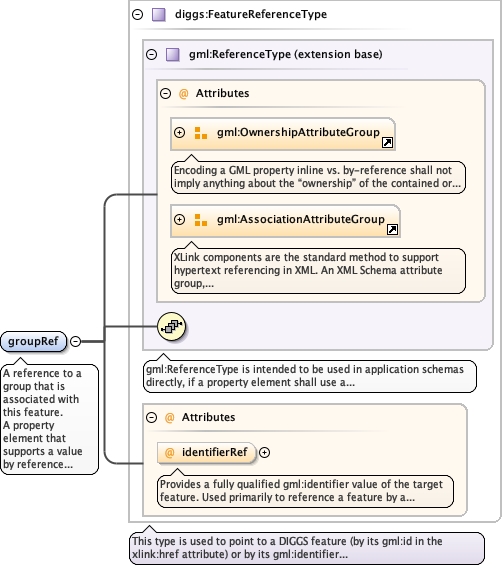 diggs:FeatureReferenceType
gml:ReferenceType (extension base)
@ Attributes
gml:OwnershipAttributeGroup
Encoding a GML property inline vs. by-reference shall not
imply anything about the “ownership” of the contained or...
gml:AssociationAttributeGroup
XLink components are the standard method to support
hypertext referencing in XML. An XML Schema attribute
group,...
groupRef
A reference to a
group that is
associated with
this feature.
A property
element that
supports a value
by reference...
gml:ReferenceType is intended to be used in application schemas
directly, if a property element shall use a...
@ Attributes
@ identifierRef
Provides a fully qualified gml:identifier value of the target
feature. Used primarily to reference a feature by a...
This type is used to point to a DIGGS feature (by its gml:id in the
xlink:href attribute) or by its gml:identifier...